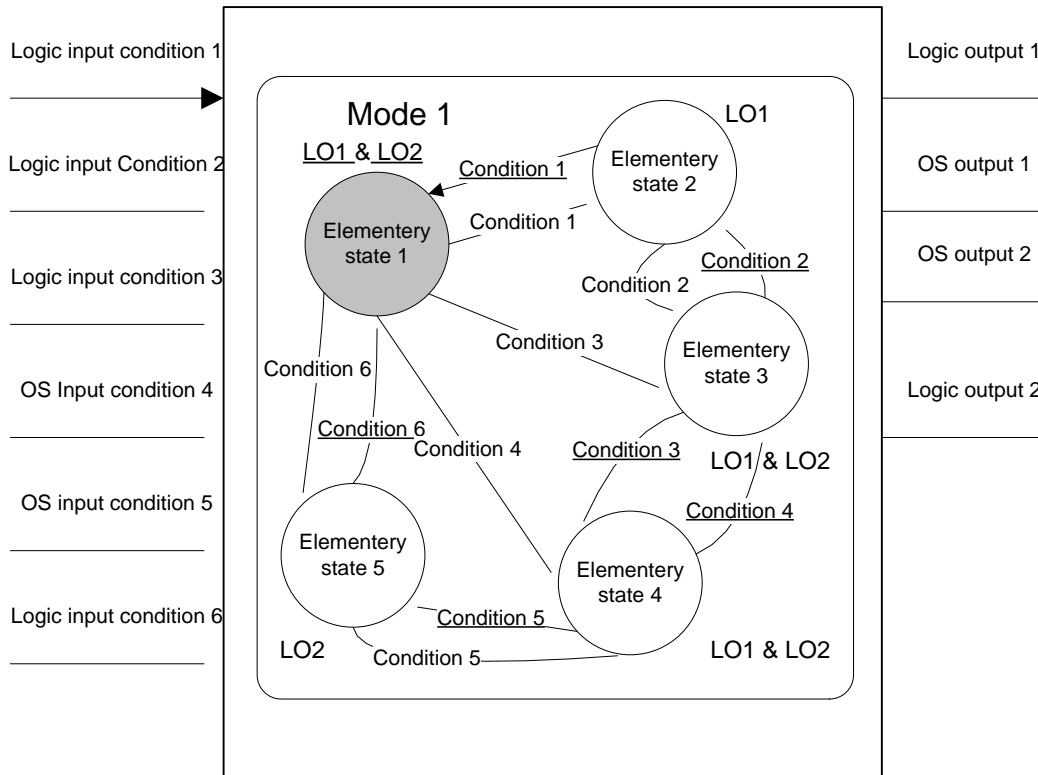 Logic input condition 1
Logic input Condition 2
Logic input condition 3
OS Input condition 4
OS input condition 5
Logic input condition 6
Mode 1
LO1 & LO2
Elementery
state 1
Condition 1
Condition 1
LO1
Elementery
state 2
Condition 2
Condition 2
Condition 3
Elementery
state 3
LO1 & LO2
Condition 6
Condition 6
Condition 4
Condition 3
Condition 4
Elementery
state 5
LO2
Condition 5
Condition 5
Elementery
state 4
LO1 & LO2
Logic output 1
OS output 1
OS output 2
Logic output 2